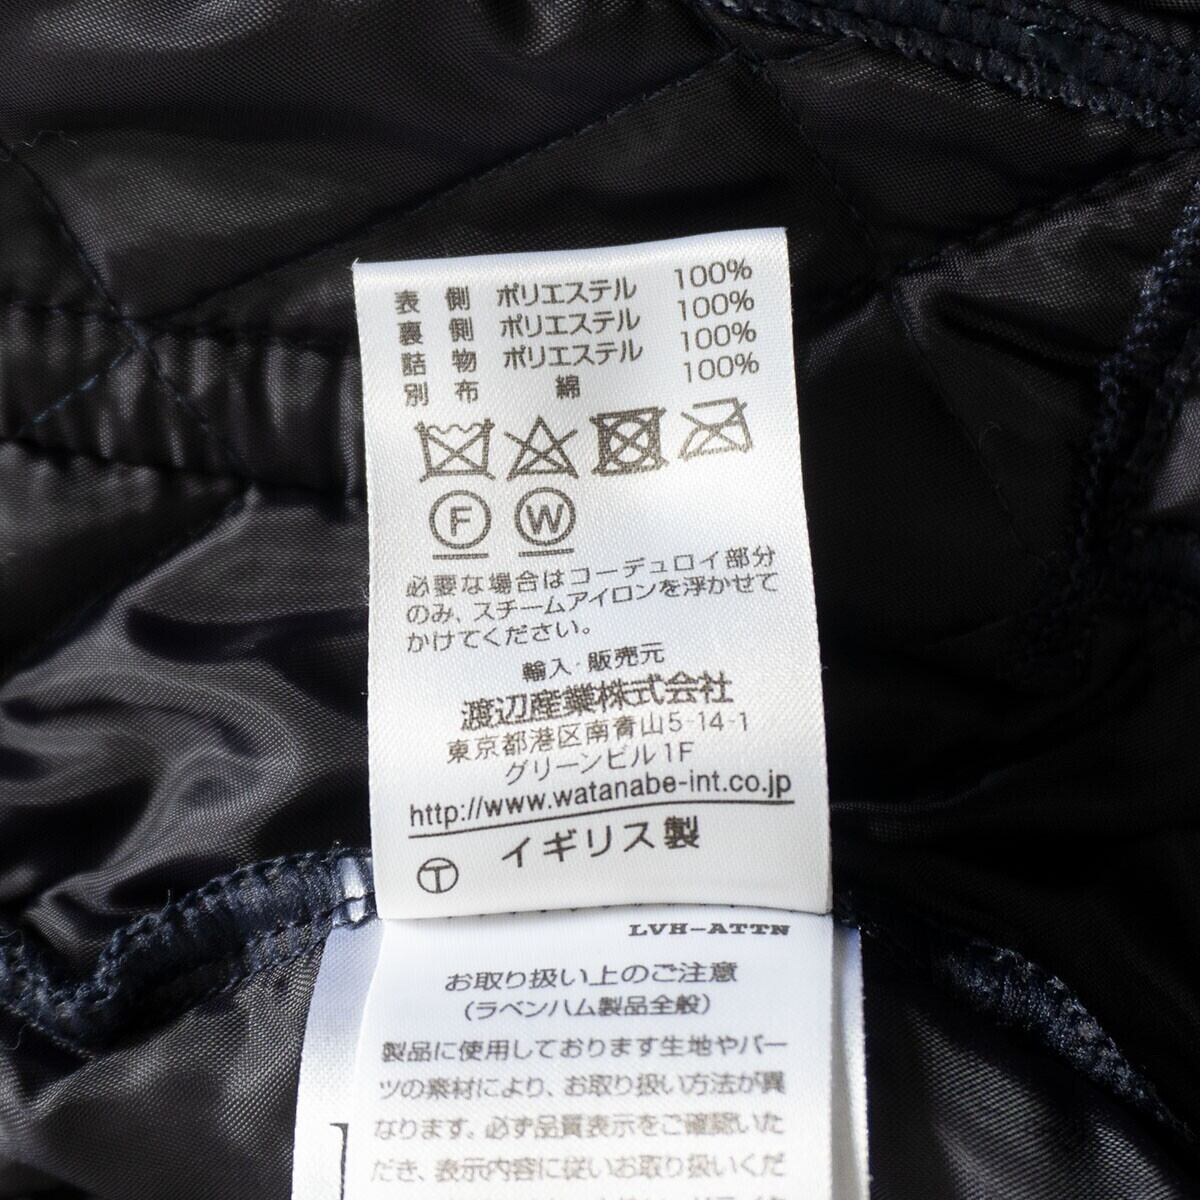 表側 ポリエステル 100%
裏側 ポリエステル 100%
詰物 ポリエステル 100%
別布 綿 100%
F W
必要な場合はコーデュロイ部分
のみ、スチームアイロンを浮かせて
かけてください。
輸入・販売元
渡辺産業株式会社
東京都港区南青山5-14-1
グリーンビル1F
http://www.watanabe-int.co.jp
T イギリス製
LVH-ATTN
お取り扱い上のご注意
(ラベンハム製品全般)
製品に使用しております生地やパー
ツの素材により、お取り扱い方法が異
なります。必ず品質表示をご確認いた
だき、表示内容に従いお取り扱いくだ